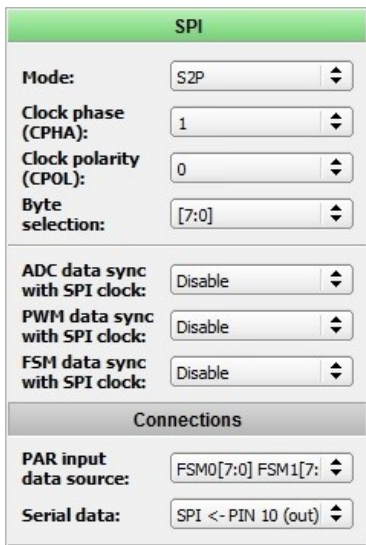 SPI
Mode: S2P
Clock phase
(CPHA): 1
Clock polarity
(CPOL): 0
Byte
selection: [7:0]
ADC data sync
with SPI clock: Disable
PWM data sync
with SPI clock: Disable
FSM data sync
with SPI clock: Disable
Connections
PAR input
data source: FSM0[7:0] FSM1[7:
Serial data: SPI <- PIN 10 (out)